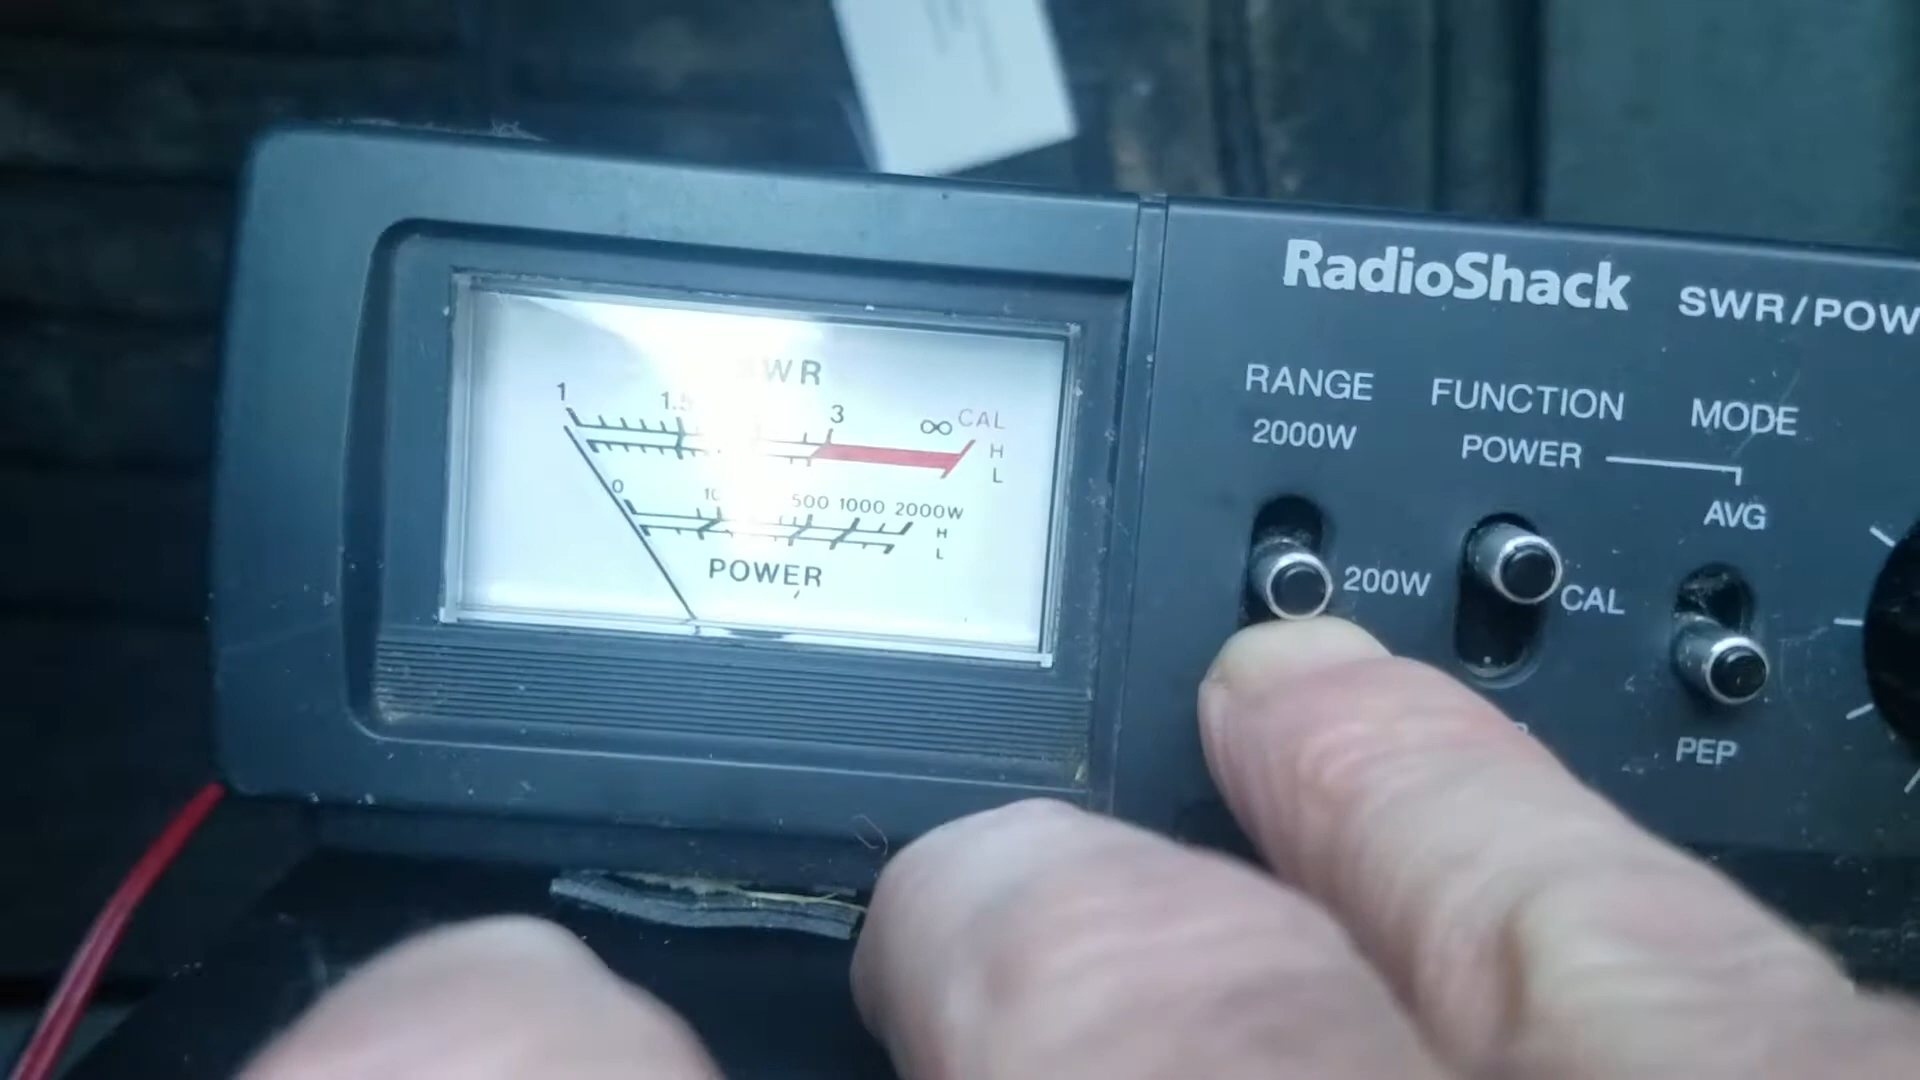 RadioShack SWR/POW
SWR
1 1.5 3 ∞ CAL
H
L
0 10 500 1000 2000W
H
L
POWER
RANGE FUNCTION MODE
2000W POWER
AVG
200W CAL
PEP